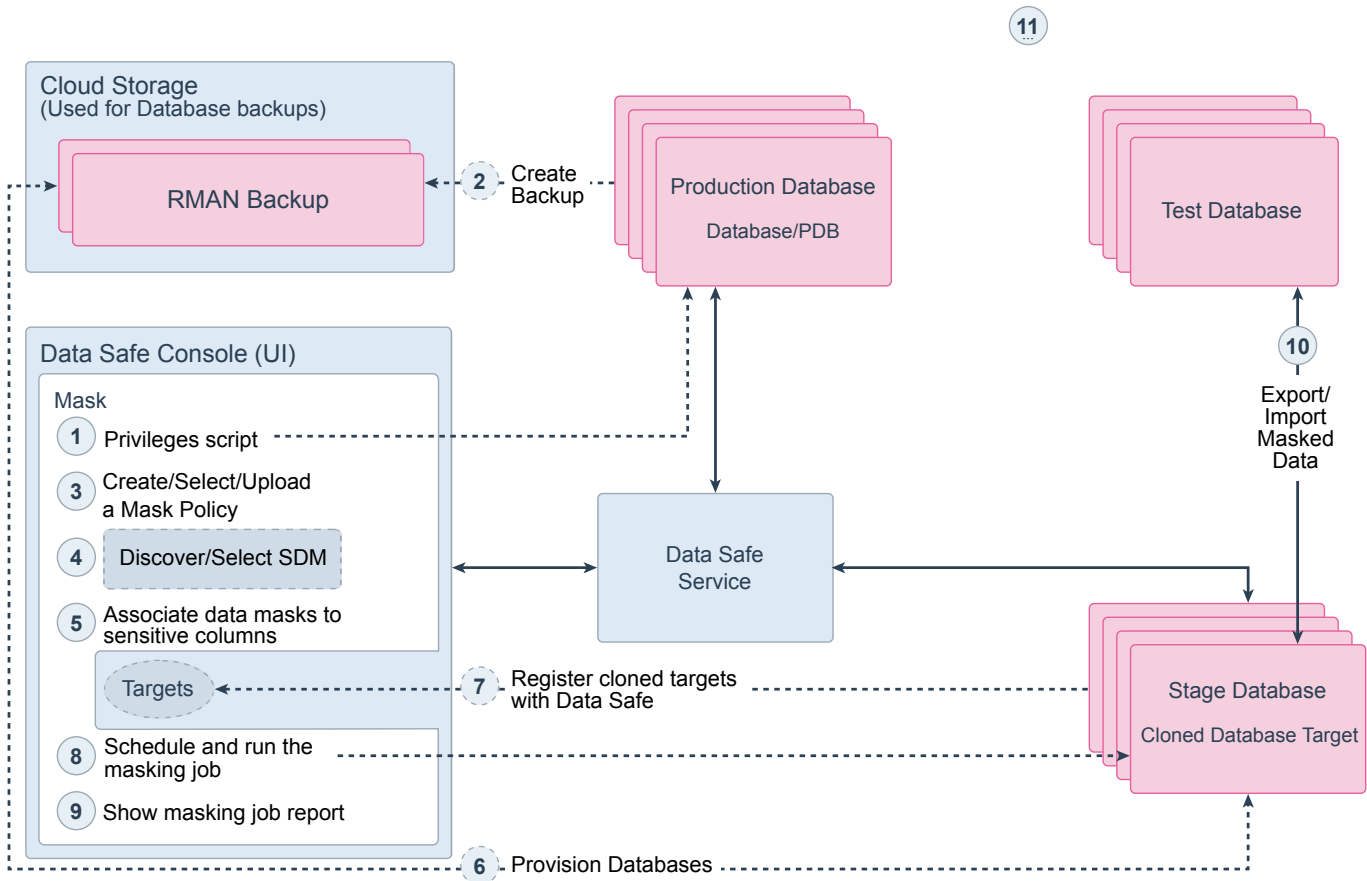 11
...
Cloud Storage
(Used for Database backups)
RMAN Backup
2
Create
Backup
Production Database
Database/PDB
Test Database
10
Export/
Import
Masked
Data
Data Safe Console (UI)
Mask
1
Privileges script
3
Create/Select/Upload
a Mask Policy
4
Discover/Select SDM
5
Associate data masks to
sensitive columns
Targets
7
Register cloned targets
with Data Safe
8
Schedule and run the
masking job
9
Show masking job report
Data Safe
Service
Stage Database
Cloned Database Target
6
Provision Databases